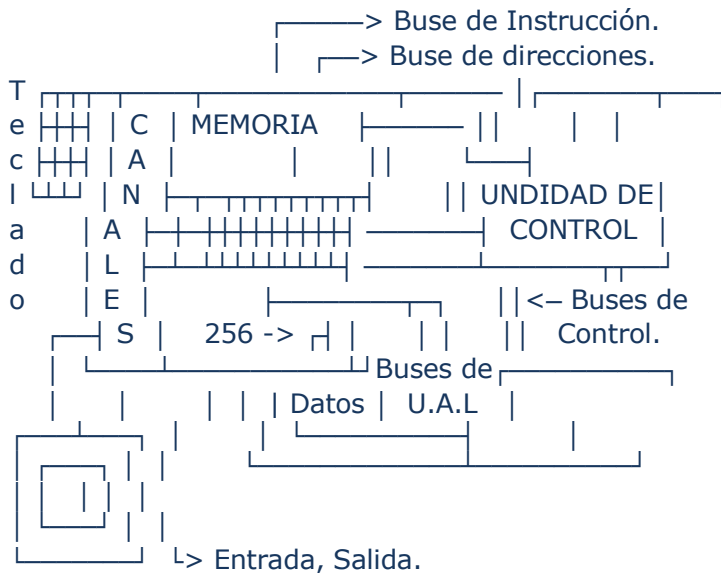 > Buse de Instrucción.
> Buse de direcciones.
T
e C MEMORIA
c A
l N UNDIDAD DE
a A CONTROL
d L
o E <– Buses de
S 256 -> Control.
Buses de
Datos U.A.L
> Entrada, Salida.